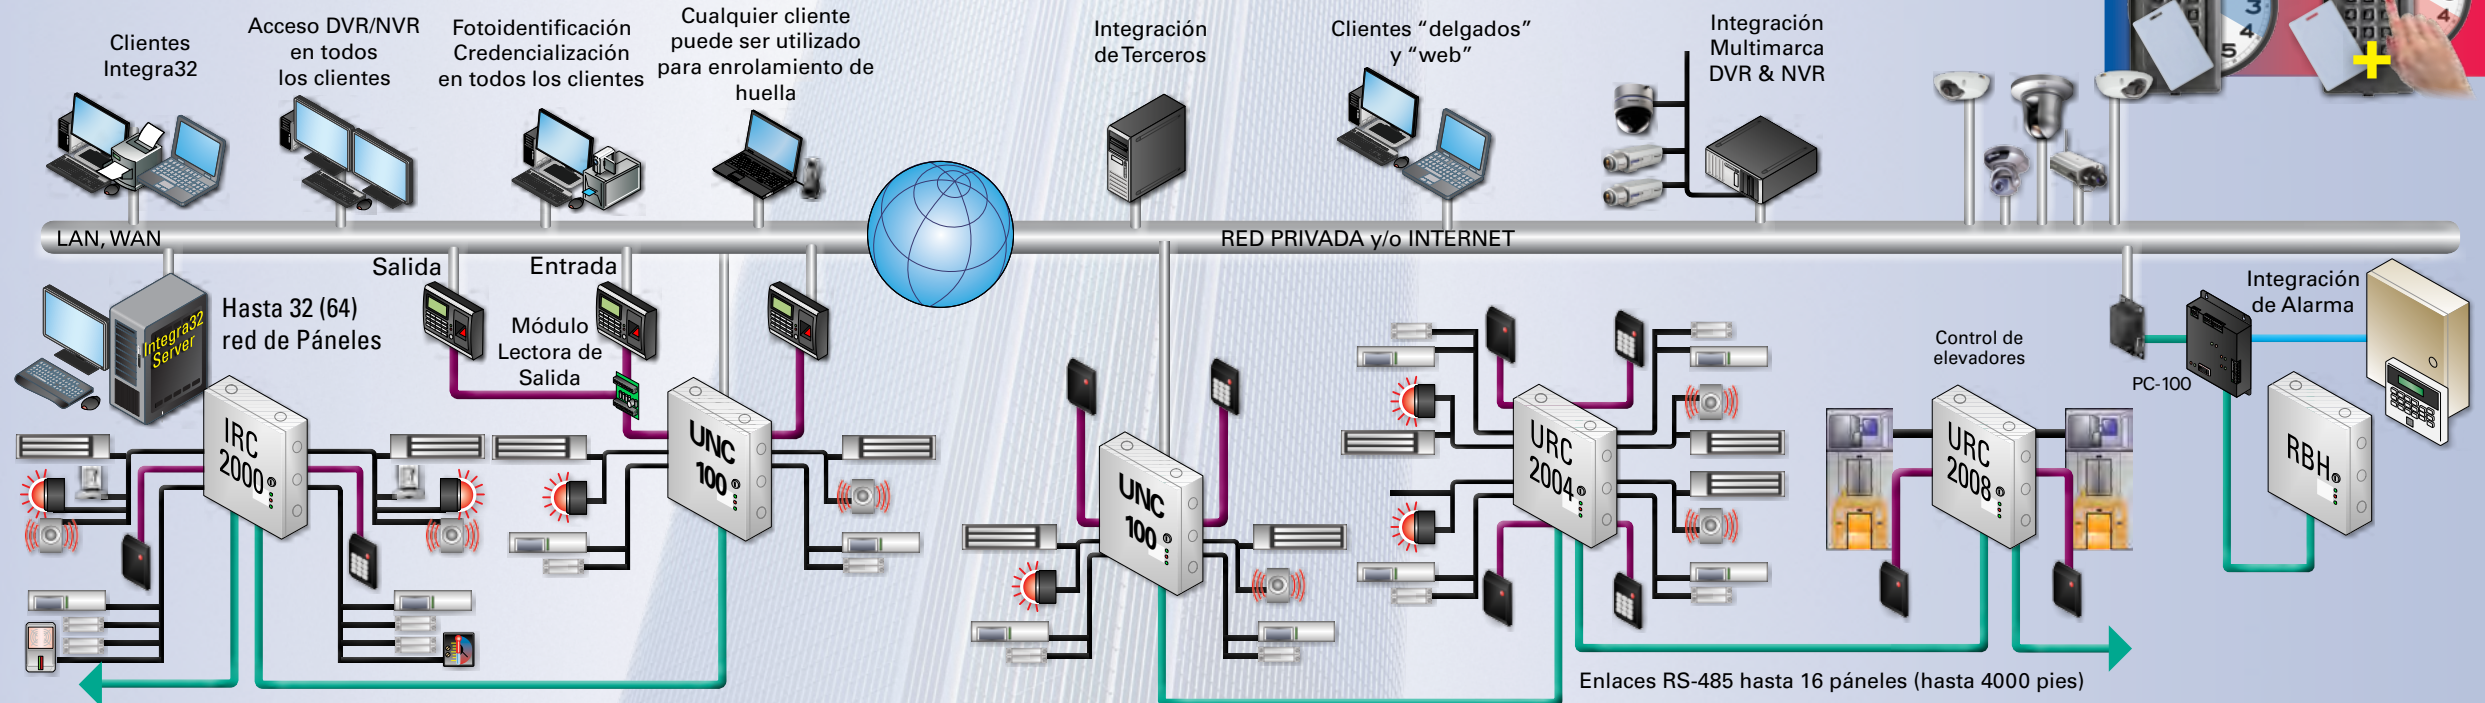 Clientes
Integra32
Acceso DVR/NVR
en todos
los clientes
Fotoidentificación
Credencialización
en todos los clientes
Cualquier cliente
puede ser utilizado
para enrolamiento de
huella
Integración
de Terceros
Clientes “delgados”
y “web”
Integración
Multimarca
DVR & NVR
3
4
5
4
LAN, WAN
RED PRIVADA y/o INTERNET
Integra32
Server
Hasta 32 (64)
red de Páneles
Salida
Entrada
Módulo
Lectora de
Salida
IRC
2000
UNC
100
UNC
100
URC
2004
Control de
elevadores
URC
2008
PC-100
Integración
de Alarma
RBH
Enlaces RS-485 hasta 16 páneles (hasta 4000 pies)